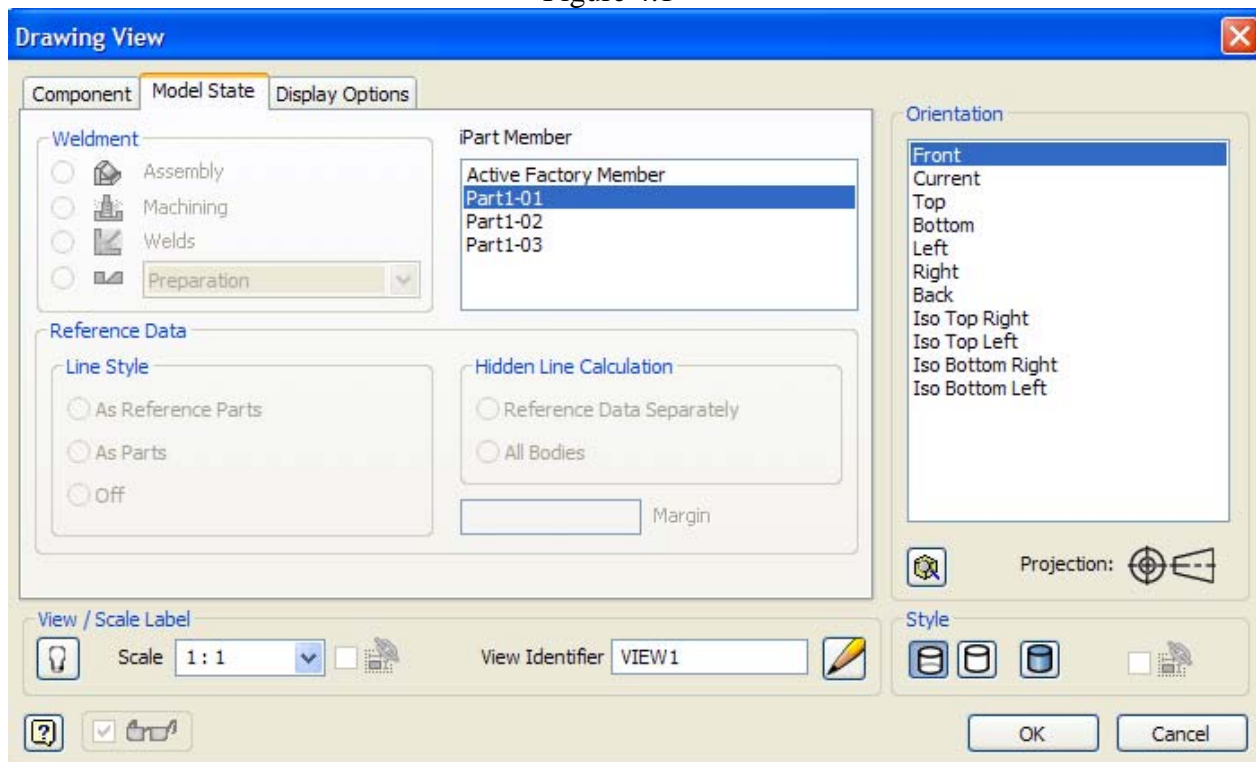 Drawing View
Component Model State Display Options
Weldment
Assembly
Machining
Welds
Preparation
iPart Member
Active Factory Member
Part1-01
Part1-02
Part1-03
Reference Data
Line Style
As Reference Parts
As Parts
Off
Hidden Line Calculation
Reference Data Separately
All Bodies
Margin
Orientation
Front
Current
Top
Bottom
Left
Right
Back
Iso Top Right
Iso Top Left
Iso Bottom Right
Iso Bottom Left
Projection:
View / Scale Label
Scale 1 : 1
View Identifier VIEW1
Style
OK Cancel